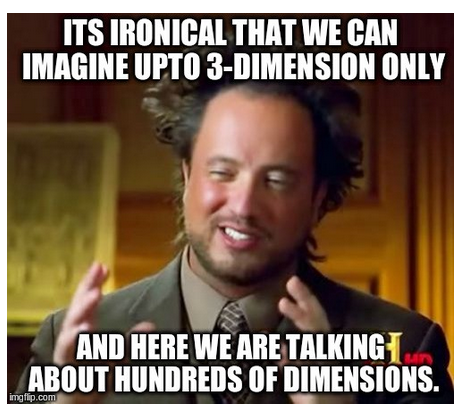 ITS IRONICAL THAT WE CAN
IMAGINE UPTO 3-DIMENSION ONLY
AND HERE WE ARE TALKING
ABOUT HUNDREDS OF DIMENSIONS.
H
HD
imgflip.com